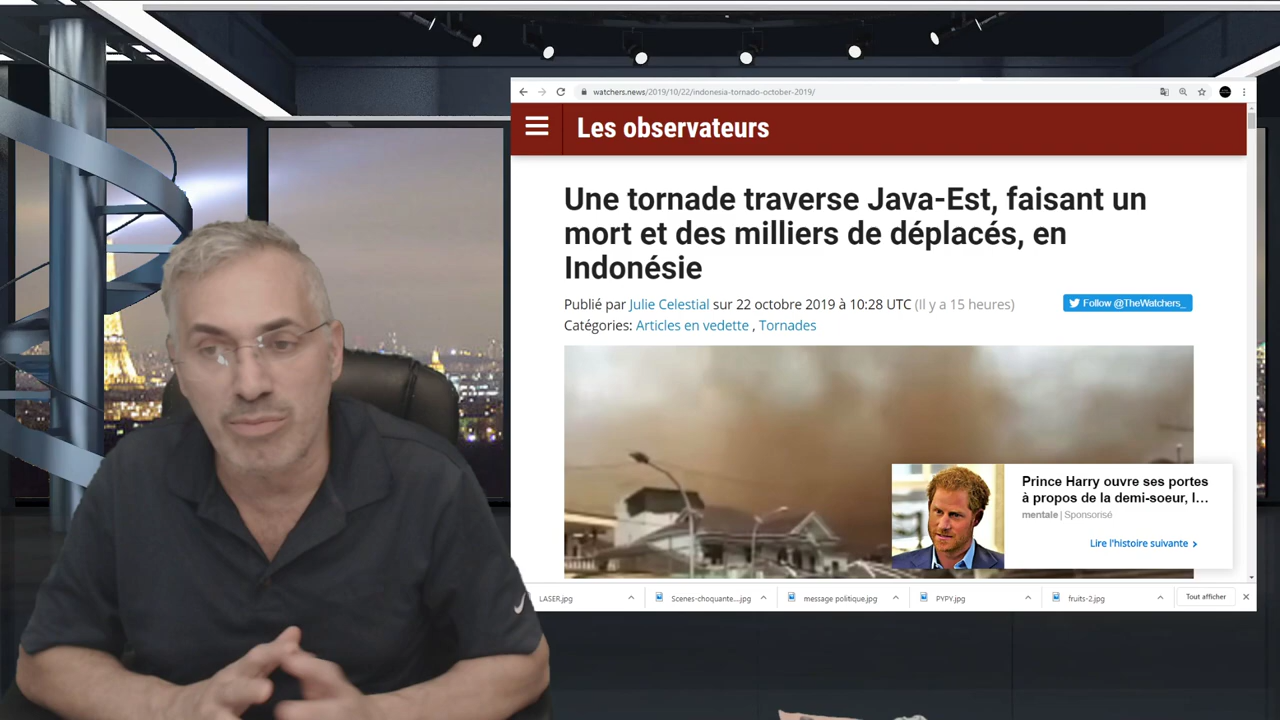 watchers.news/2019/10/22/indonesia-tornado-october-2019/
Les observateurs
Une tornade traverse Java-Est, faisant un
mort et des milliers de déplacés, en
Indonésie
Publié par Julie Celestial sur 22 octobre 2019 à 10:28 UTC (Il y a 15 heures)
Follow @TheWatchers_
Catégories: Articles en vedette , Tornades
Prince Harry ouvre ses portes
à propos de la demi-soeur, l...
mentale | Sponsorisé
Lire l'histoire suivante
LASER.jpg
Scenes-choquante....jpg
message politique.jpg
PYPY.jpg
fruits-2.jpg
Tout afficher